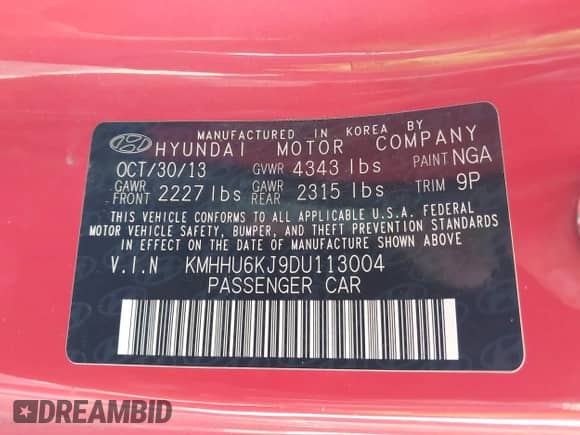 MANUFACTURED IN KOREA BY
HYUNDAI MOTOR COMPANY
OCT/30/13 GVWR 4343 lbs PAINT NGA
GAWR FRONT 2227 lbs GAWR REAR 2315 lbs TRIM 9P
THIS VEHICLE CONFORMS TO ALL APPLICABLE U.S.A. FEDERAL
MOTOR VEHICLE SAFETY, BUMPER, AND THEFT PREVENTION STANDARDS
IN EFFECT ON THE DATE OF MANUFACTURE SHOWN ABOVE
V.I.N KMHHU6KJ9DU113004
PASSENGER CAR
DREAMBID